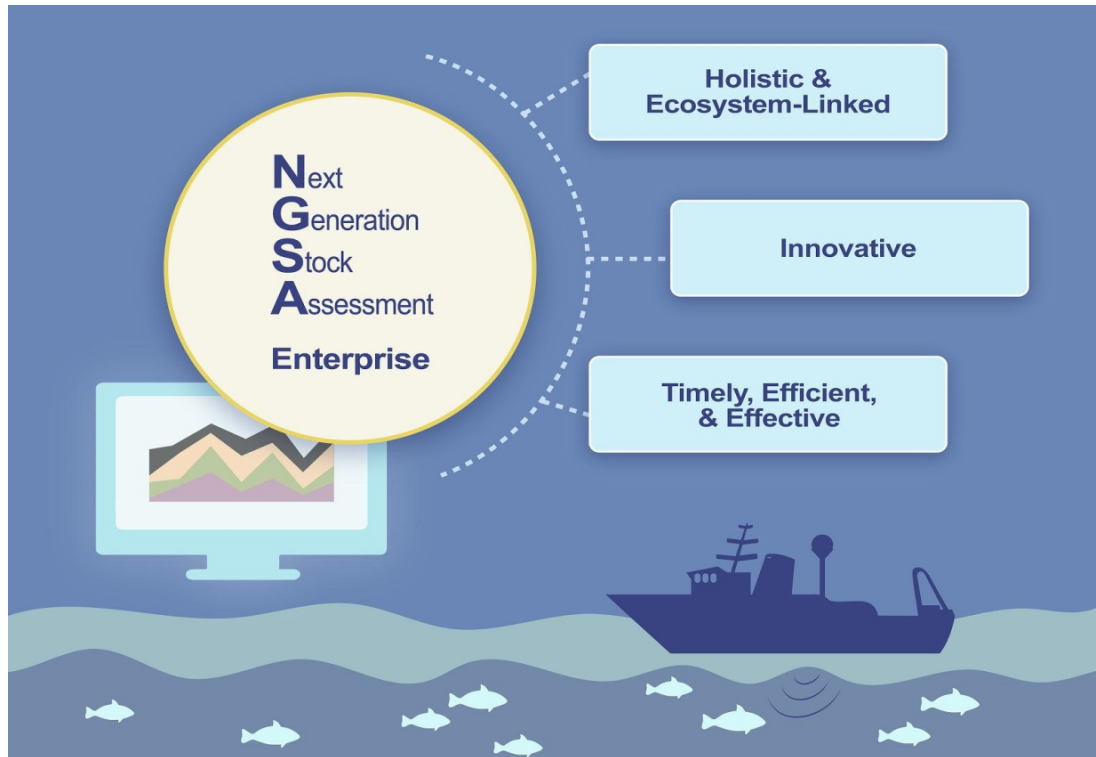 Next
Generation
Stock
Assessment
Enterprise
Holistic &
Ecosystem-Linked
Innovative
Timely, Efficient,
& Effective